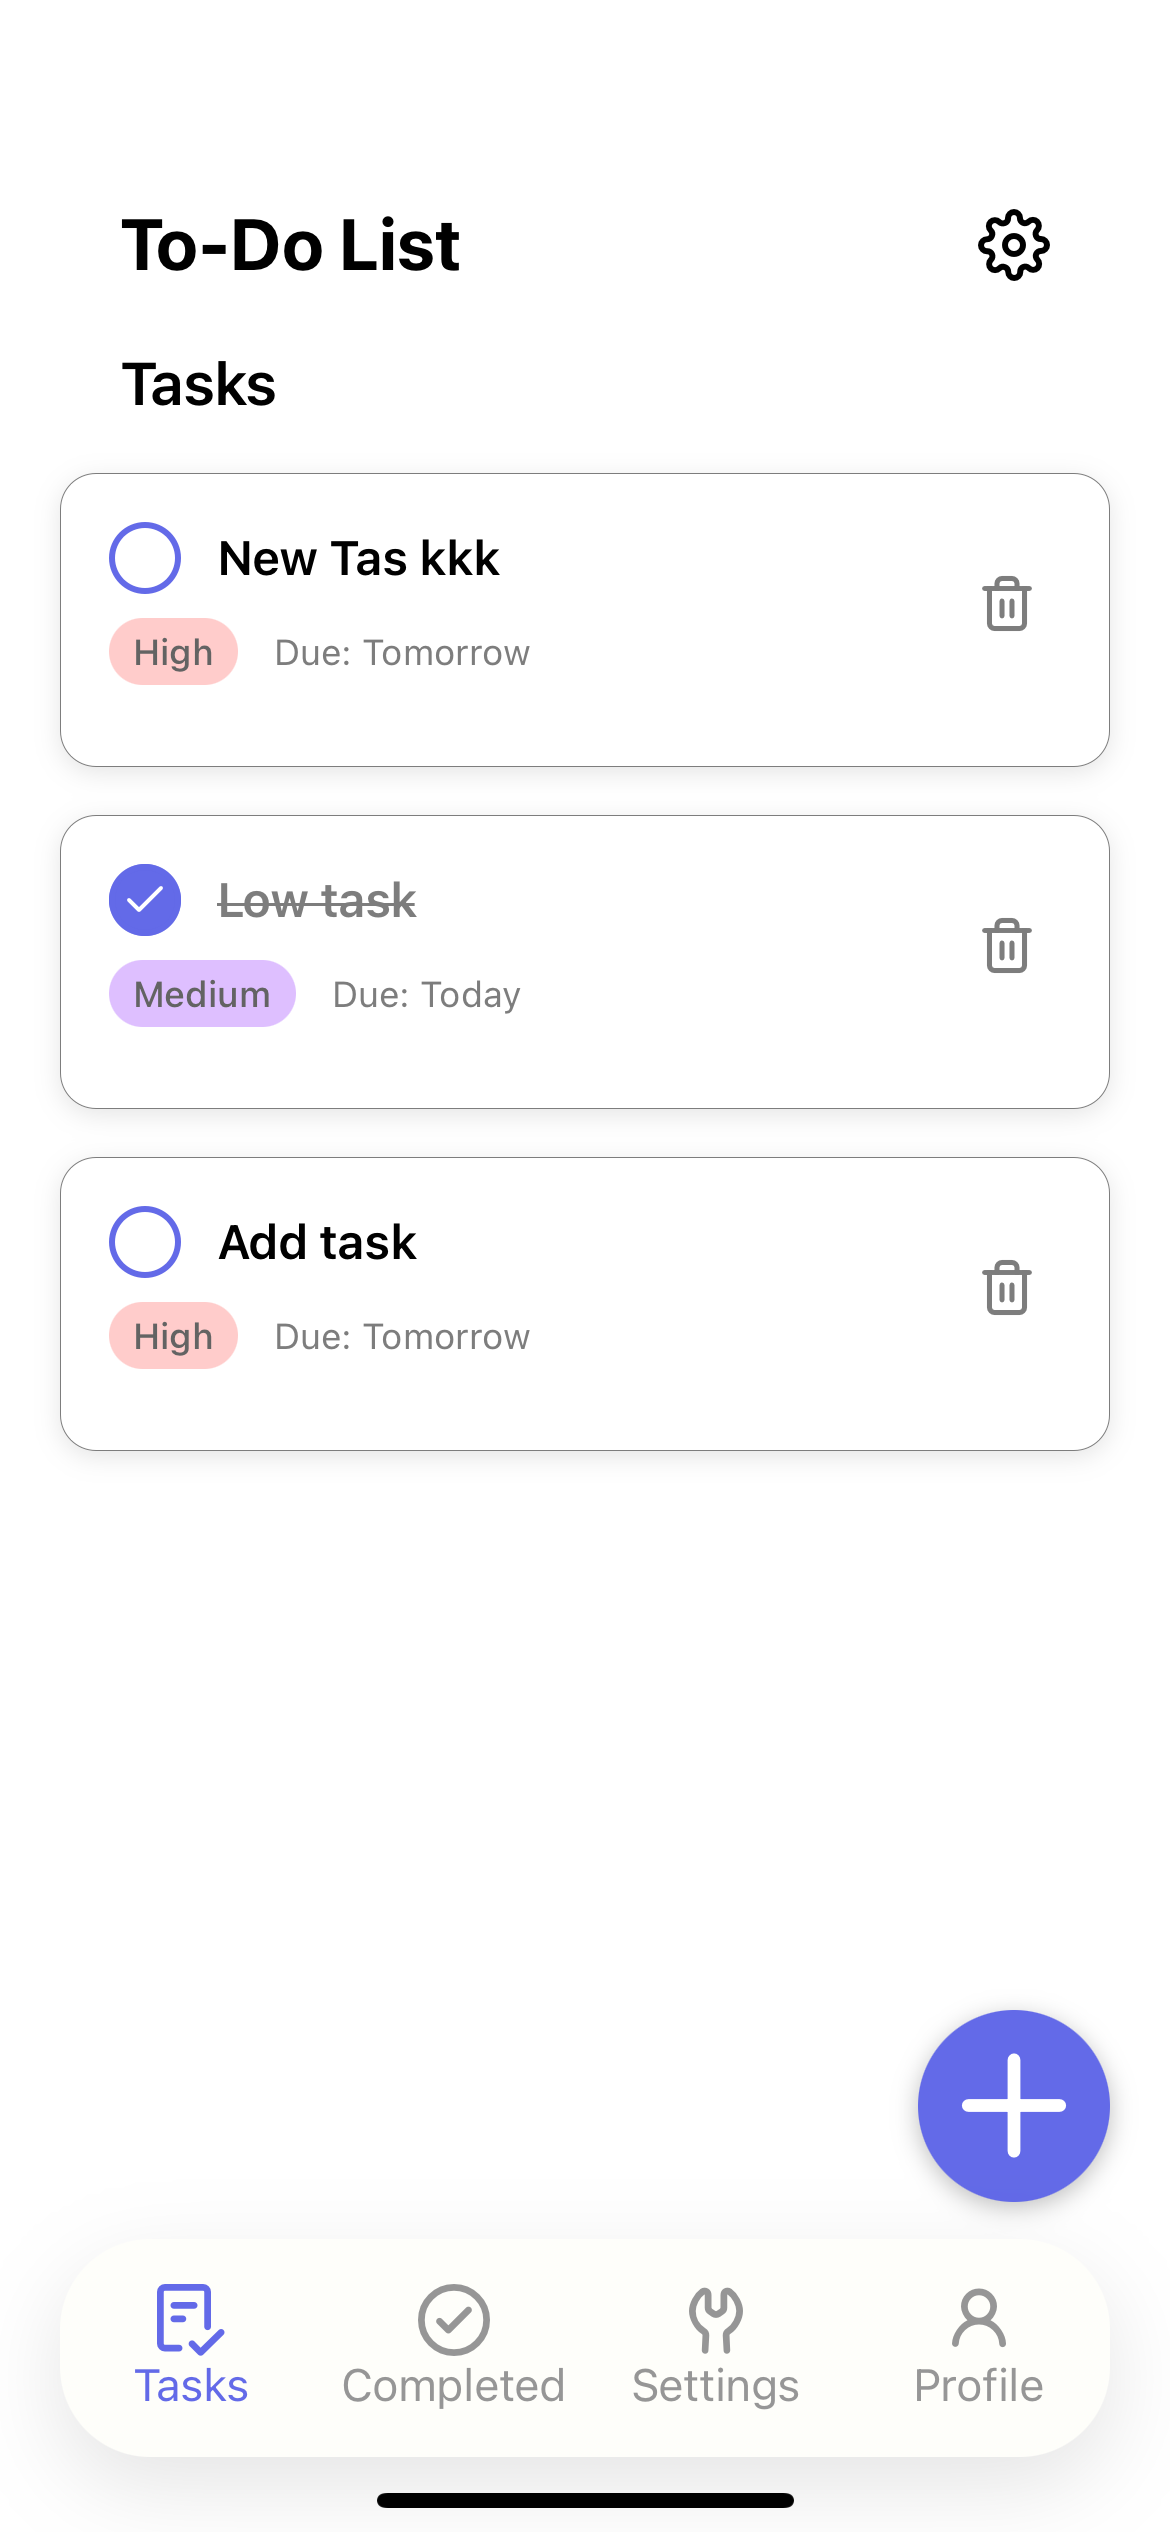 To-Do List
Tasks
New Tas kkk
High Due: Tomorrow
Low task
Medium Due: Today
Add task
High Due: Tomorrow
Tasks Completed Settings Profile